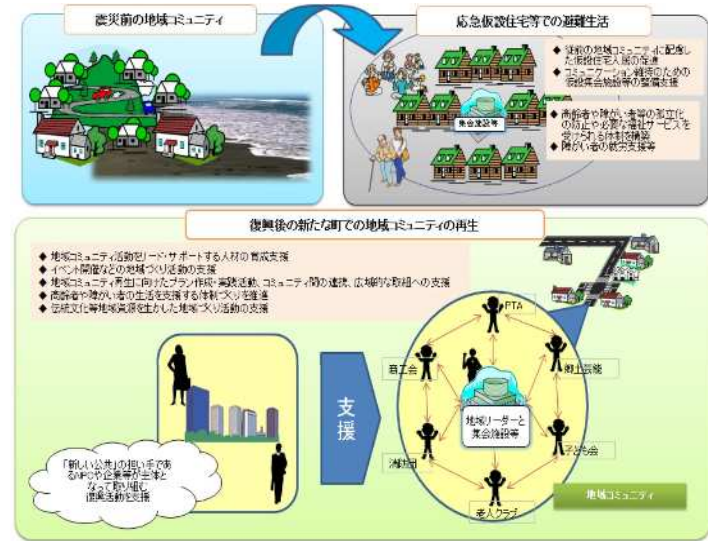 震災前の地域コミュニティ
応急仮設住宅等での避難生活
◆ 従前の地域コミュニティに配慮し
た仮設住宅入居の促進
◆ コミュニケーション維持のための
仮設集会施設等の整備支援
集会施設等
◆ 高齢者や障がい者等の孤立化
の防止や必要な福祉サービスを
受けられる体制を構築
◆ 障がい者の就労支援等
復興後の新たな町での地域コミュニティの再生
◆ 地域コミュニティ活動をリード・サポートする人材の育成支援
◆ イベント開催などの地域づくり活動の支援
◆ 地域コミュニティ再生に向けたプラン作成・実践活動、コミュニティ間の連携、広域的な取組への支援
◆ 高齢者や障がい者の生活を支援する体制づくりを推進
◆ 伝統文化等地域資源を生かした地域づくり活動の支援
「新しい公共」の担い手であ
るNPOや企業等が主体と
なって取り組む
復興活動を支援
支援
PTA
商工会
郷土芸能
地域リーダーと
集会施設等
消防団
子ども会
老人クラブ
地域コミュニティ